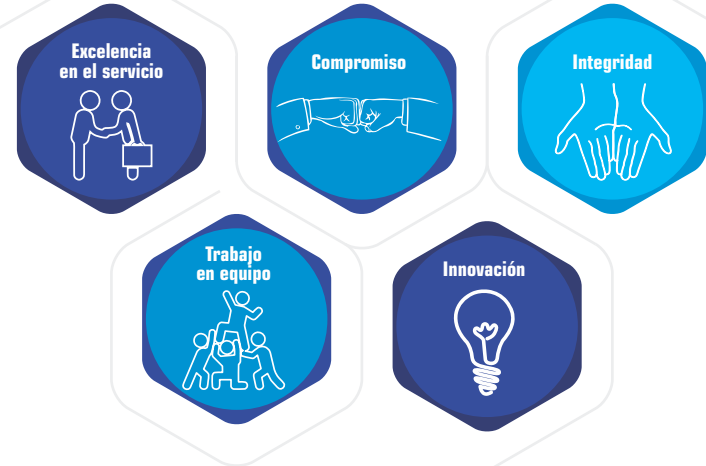 Excelencia
en el servicio
Compromiso
Integridad
Trabajo
en equipo
Innovación